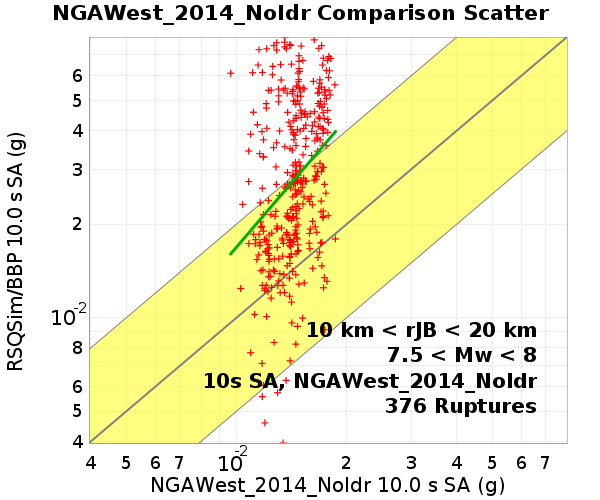 NGAWest_2014_NoIdr Comparison Scatter
RSQSim/BBP 10.0 s SA (g)
6
5
4
3
2
10⁻²
8
6
5
4
10 km < rJB < 20 km
7.5 < Mw < 8
10s SA, NGAWest_2014_NoIdr
376 Ruptures
4 5 6 7 10⁻² 2 3 4 5 6 7
NGAWest_2014_NoIdr 10.0 s SA (g)